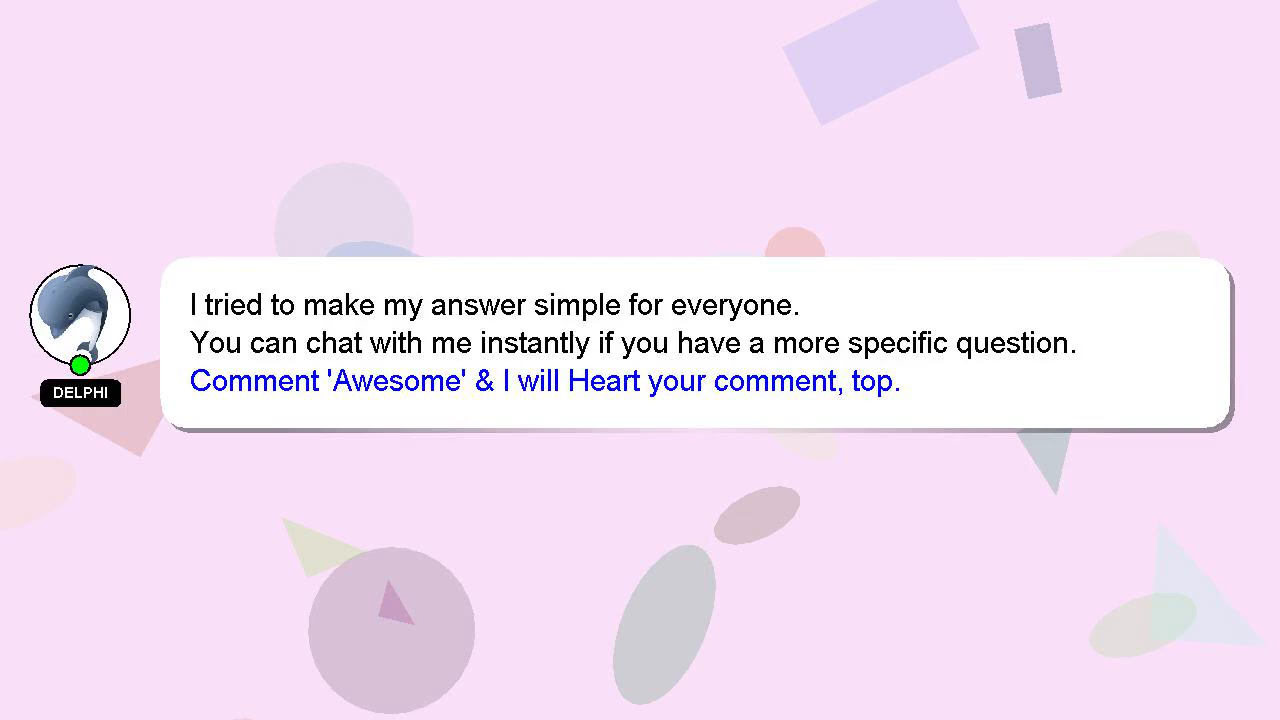 I tried to make my answer simple for everyone.
You can chat with me instantly if you have a more specific question.
Comment 'Awesome' & I will Heart your comment, top.
DELPHI